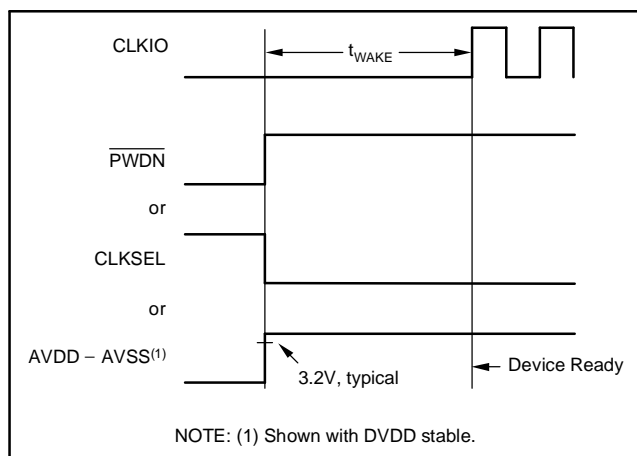 CLKIO
tWAKE
PWDN
or
CLKSEL
or
AVDD − AVSS(1)
3.2V, typical
Device Ready
NOTE: (1) Shown with DVDD stable.